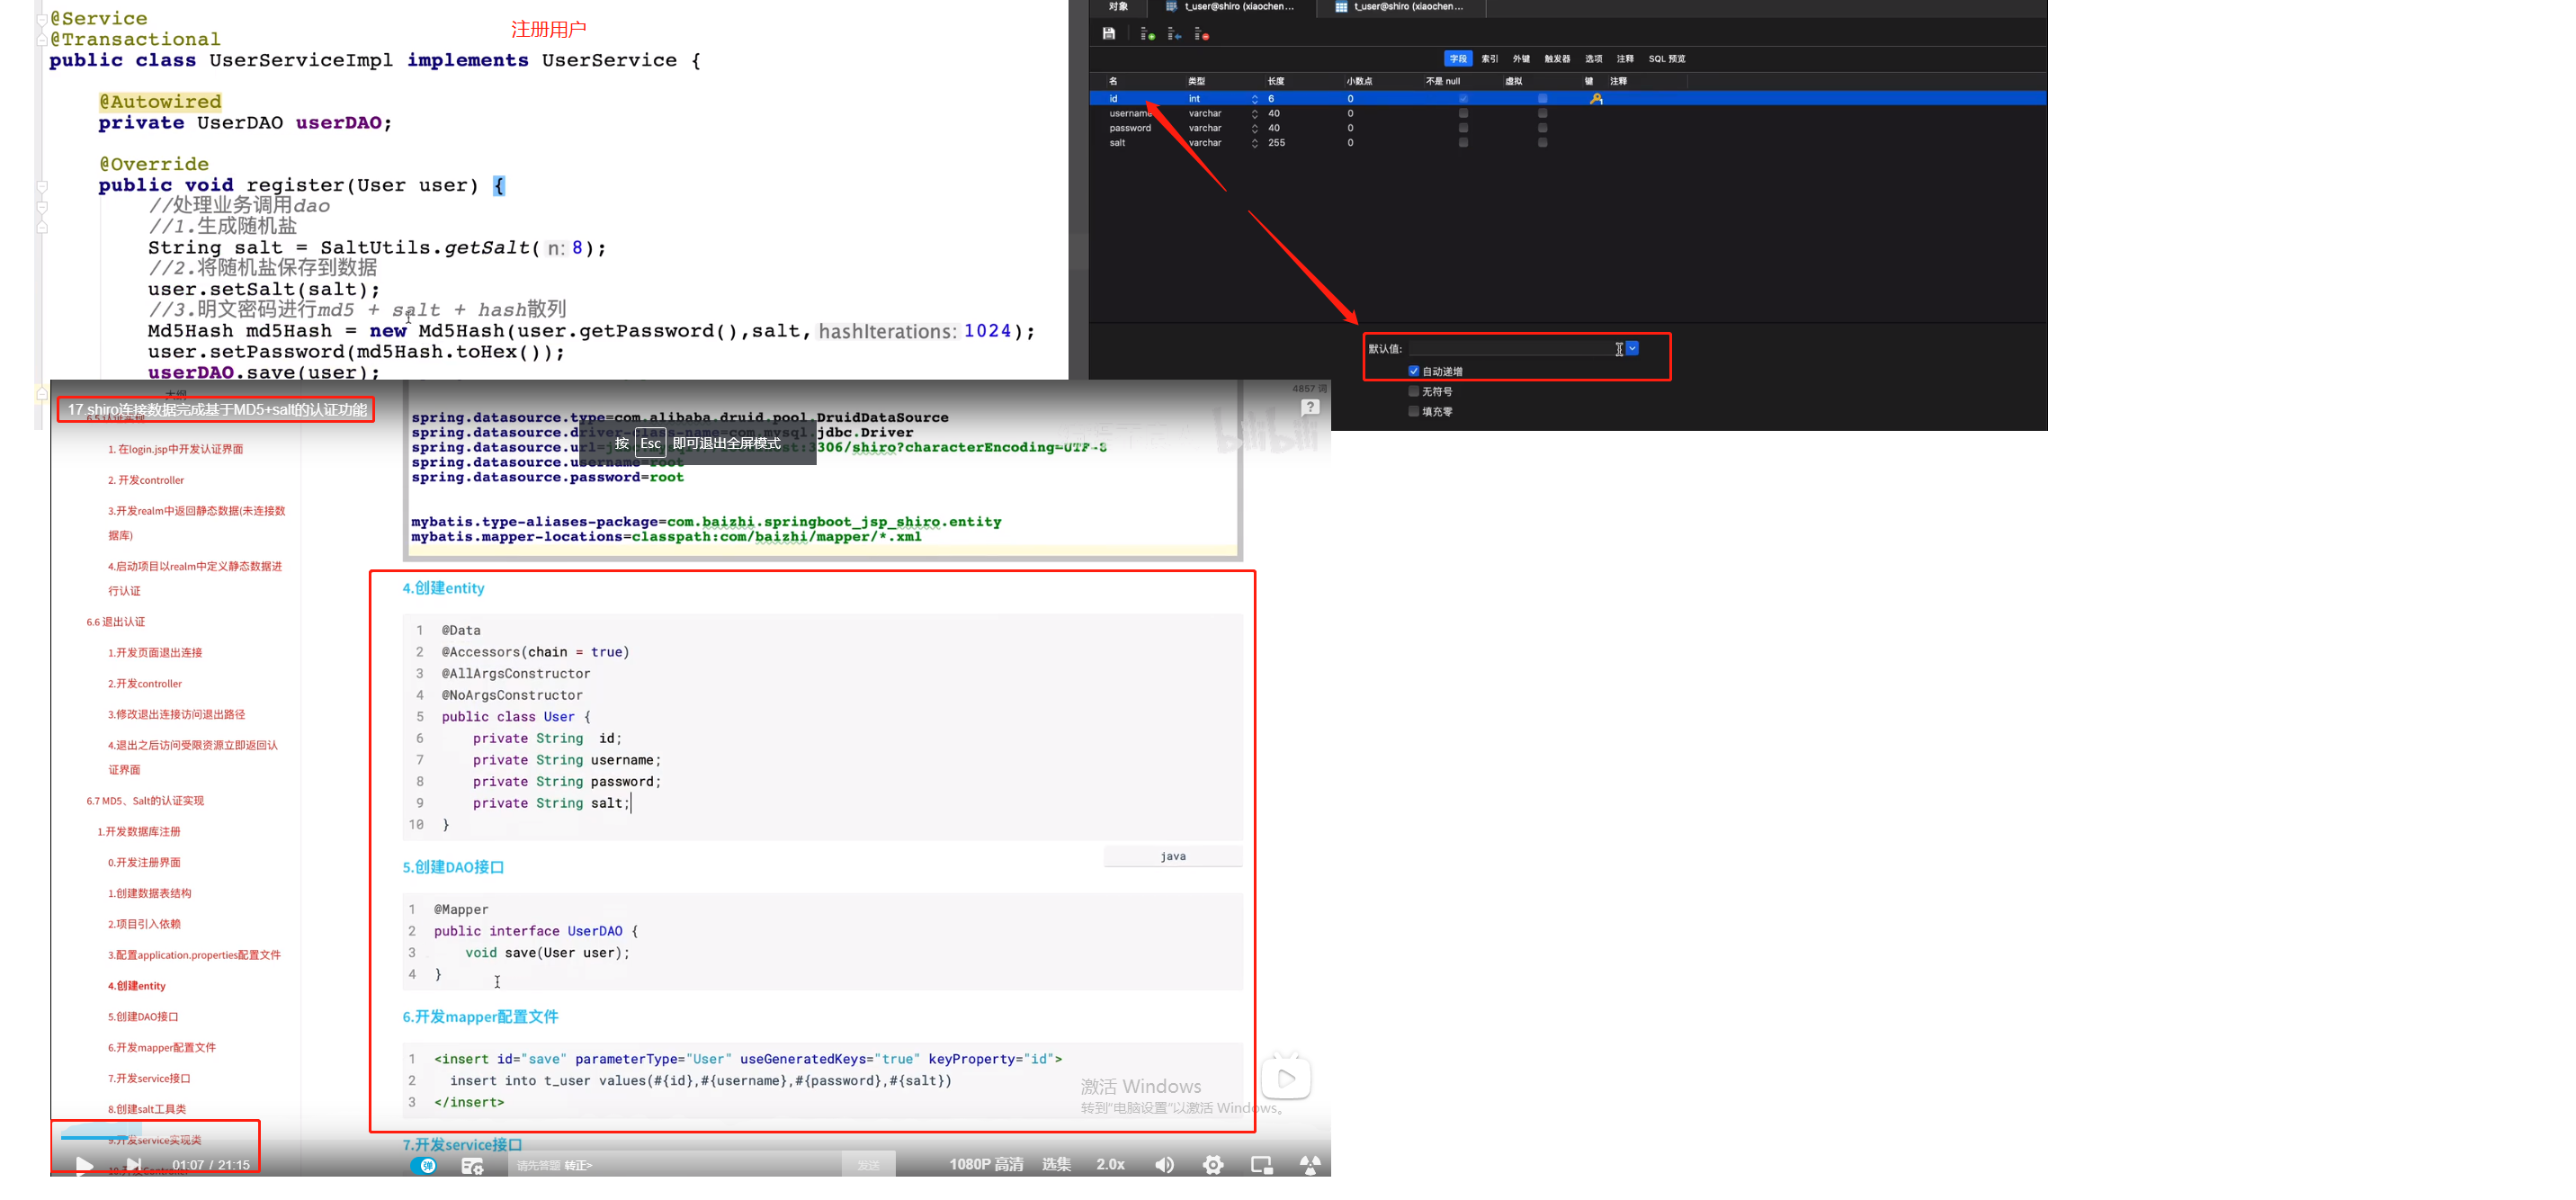 @Service
@Transactional
public class UserServiceImpl implements UserService {
注册用户
@Autowired
private UserDAO userDAO;
@Override
public void register(User user) {
//处理业务调用dao
//1.生成随机盐
String salt = SaltUtils.getSalt( n: 8);
//2.将随机盐保存到数据
user.setSalt(salt);
//3.明文密码进行md5 + salt + hash散列
Md5Hash md5Hash = new Md5Hash(user.getPassword(),salt, hashIterations: 1024);
user.setPassword(md5Hash.toHex());
userDAO.save(user);
对象 t_user@shiro (xiaochen... t_user@shiro (xiaochen...
字段 索引 外键 触发器 选项 注释 SQL 预览
名 类型 长度 小数点 不是 null 虚拟 键 注释
id int 6 0
username varchar 40 0
password varchar 40 0
salt varchar 255 0
默认值:
自动递增
无符号
填充零
大纲
17.shiro连接数据完成基于MD5+salt的认证功能
1. 在login.jsp中开发认证界面
2. 开发controller
3.开发realm中返回静态数据(未连接数
据库)
4.启动项目以realm中定义静态数据进
行认证
6.6 退出认证
1.开发页面退出连接
2.开发controller
3.修改退出连接访问退出路径
4.退出之后访问受限资源立即返回认
证界面
6.7 MD5、Salt的认证实现
1.开发数据库注册
0.开发注册界面
1.创建数据表结构
2.项目引入依赖
3.配置application.properties配置文件
4.创建entity
5.创建DAO接口
6.开发mapper配置文件
7.开发service接口
8.创建salt工具类
9.开发service实现类
01:07 / 21:15
4857 词
spring.datasource.type=com.alibaba.druid.pool.DruidDataSource
spring.datasource.driver-class-name=com.mysql.jdbc.Driver
:3306/shiro?characterEncoding=UTF-8
spring.datasource.username=root
spring.datasource.password=root
按 Esc 即可退出全屏模式
bilibili
mybatis.type-aliases-package=com.baizhi.springboot_jsp_shiro.entity
mybatis.mapper-locations=classpath:com/baizhi/mapper/*.xml
4.创建entity
1 @Data
2 @Accessors(chain = true)
3 @AllArgsConstructor
4 @NoArgsConstructor
5 public class User {
6 private String id;
7 private String username;
8 private String password;
9 private String salt;
10 }
java
5.创建DAO接口
1 @Mapper
2 public interface UserDAO {
3 void save(User user);
4 }
6.开发mapper配置文件
1 <insert id="save" parameterType="User" useGeneratedKeys="true" keyProperty="id">
2 insert into t_user values(#{id},#{username},#{password},#{salt})
3 </insert>
激活 Windows
转到"电脑设置"以激活 Windows。
7.开发service接口
弹 请先答题 转正> 发送 1080P 高清 选集 2.0x